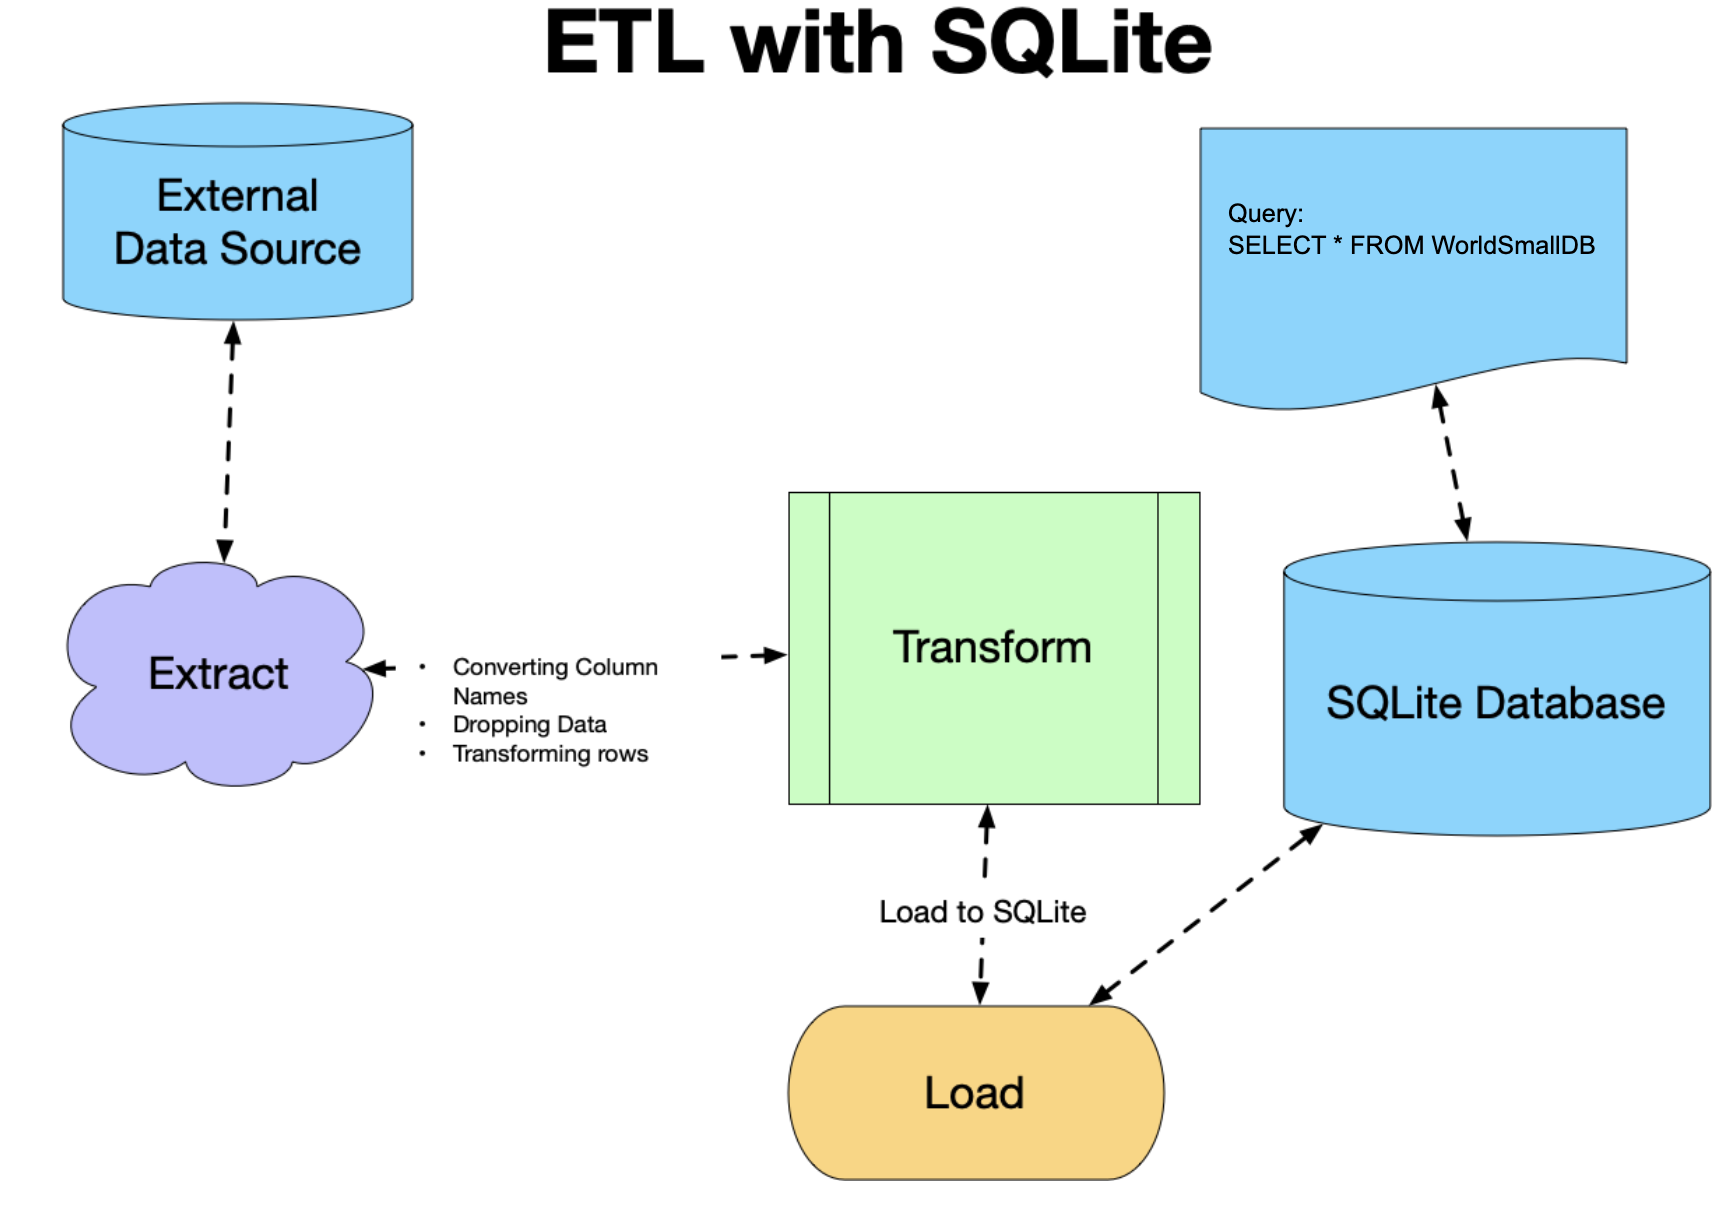 ETL with SQLite
External
Data Source
Query:
SELECT * FROM WorldSmallDB
Extract
• Converting Column
Names
• Dropping Data
• Transforming rows
Transform
SQLite Database
Load to SQLite
Load